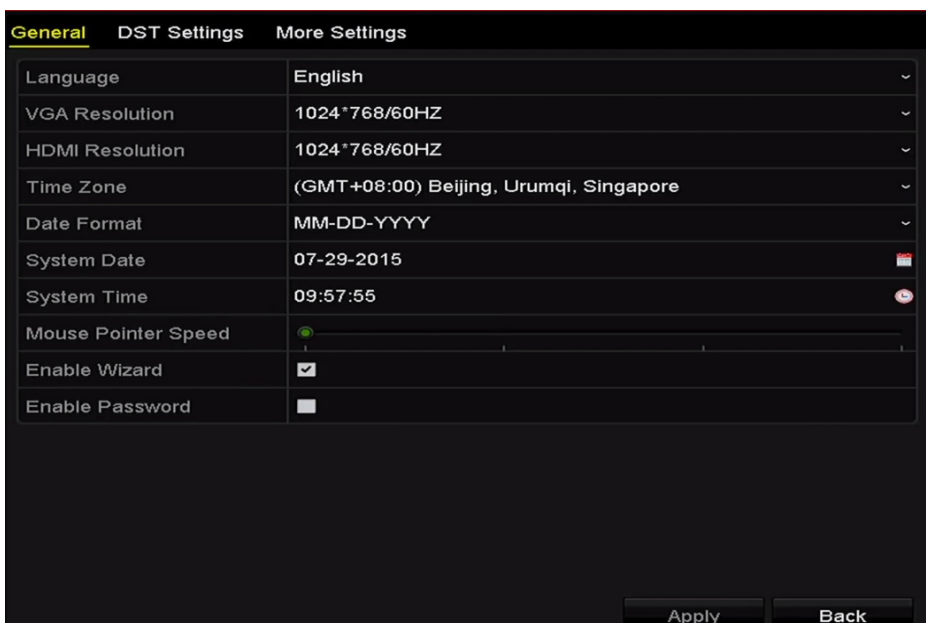 General DST Settings More Settings
Language English
VGA Resolution 1024*768/60HZ
HDMI Resolution 1024*768/60HZ
Time Zone (GMT+08:00) Beijing, Urumqi, Singapore
Date Format MM-DD-YYYY
System Date 07-29-2015
System Time 09:57:55
Mouse Pointer Speed
Enable Wizard
Enable Password
Apply Back